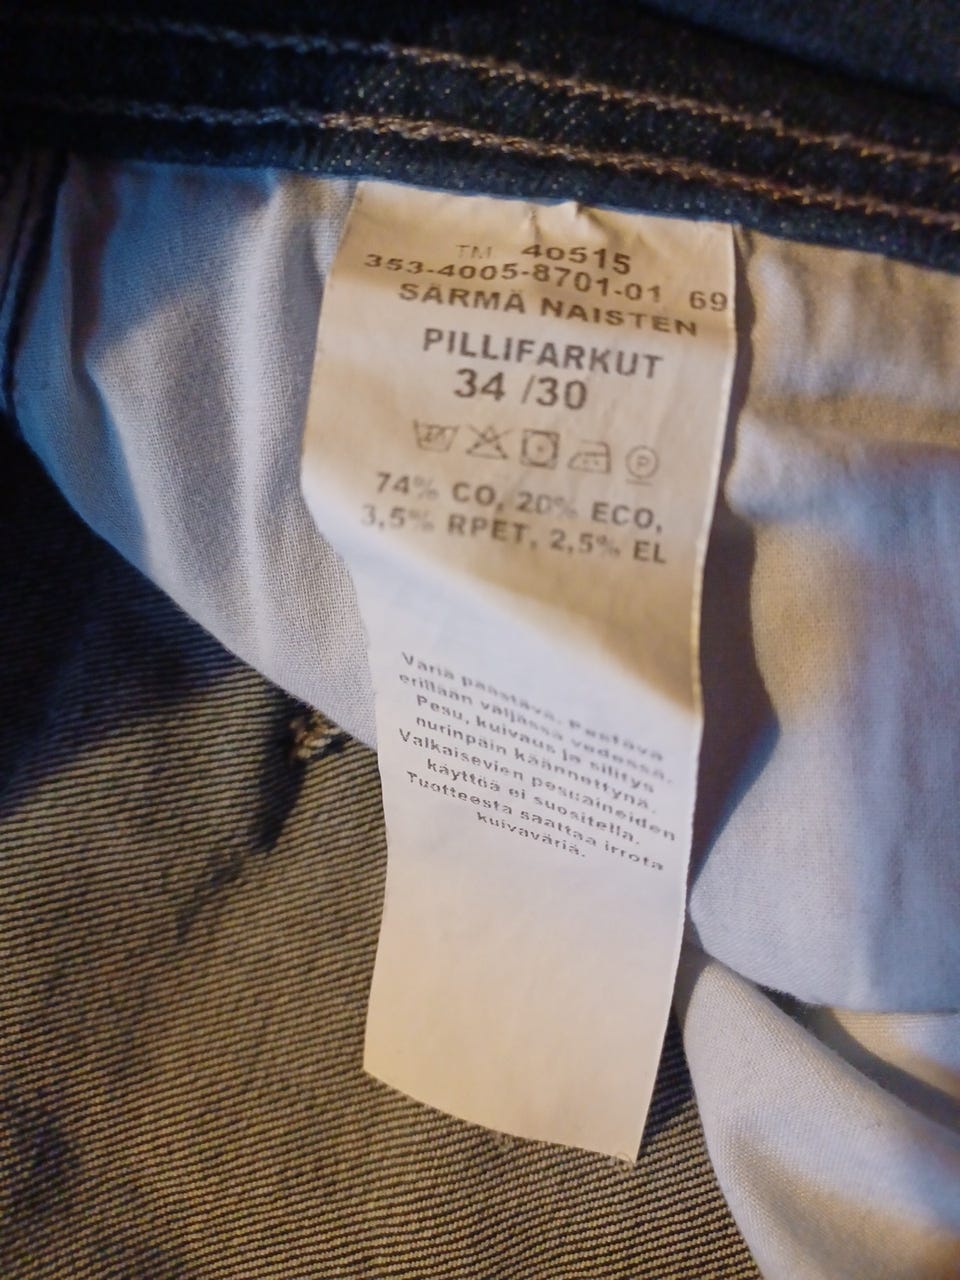 TM 40515
353-4005-8701-01 69
SÄRMÄ NAISTEN
PILLIFARKUT
34 /30
P
74% CO, 20% ECO,
3,5% RPET, 2,5% EL
Väriä päästävä. Pestävä
erillään väljässä vedessä.
Pesu, kuivaus ja silitys
nurinpäin käännettynä.
Valkaisevien pesuaineiden
käyttöä ei suositella.
Tuotteesta saattaa irrota
kuivaväriä.